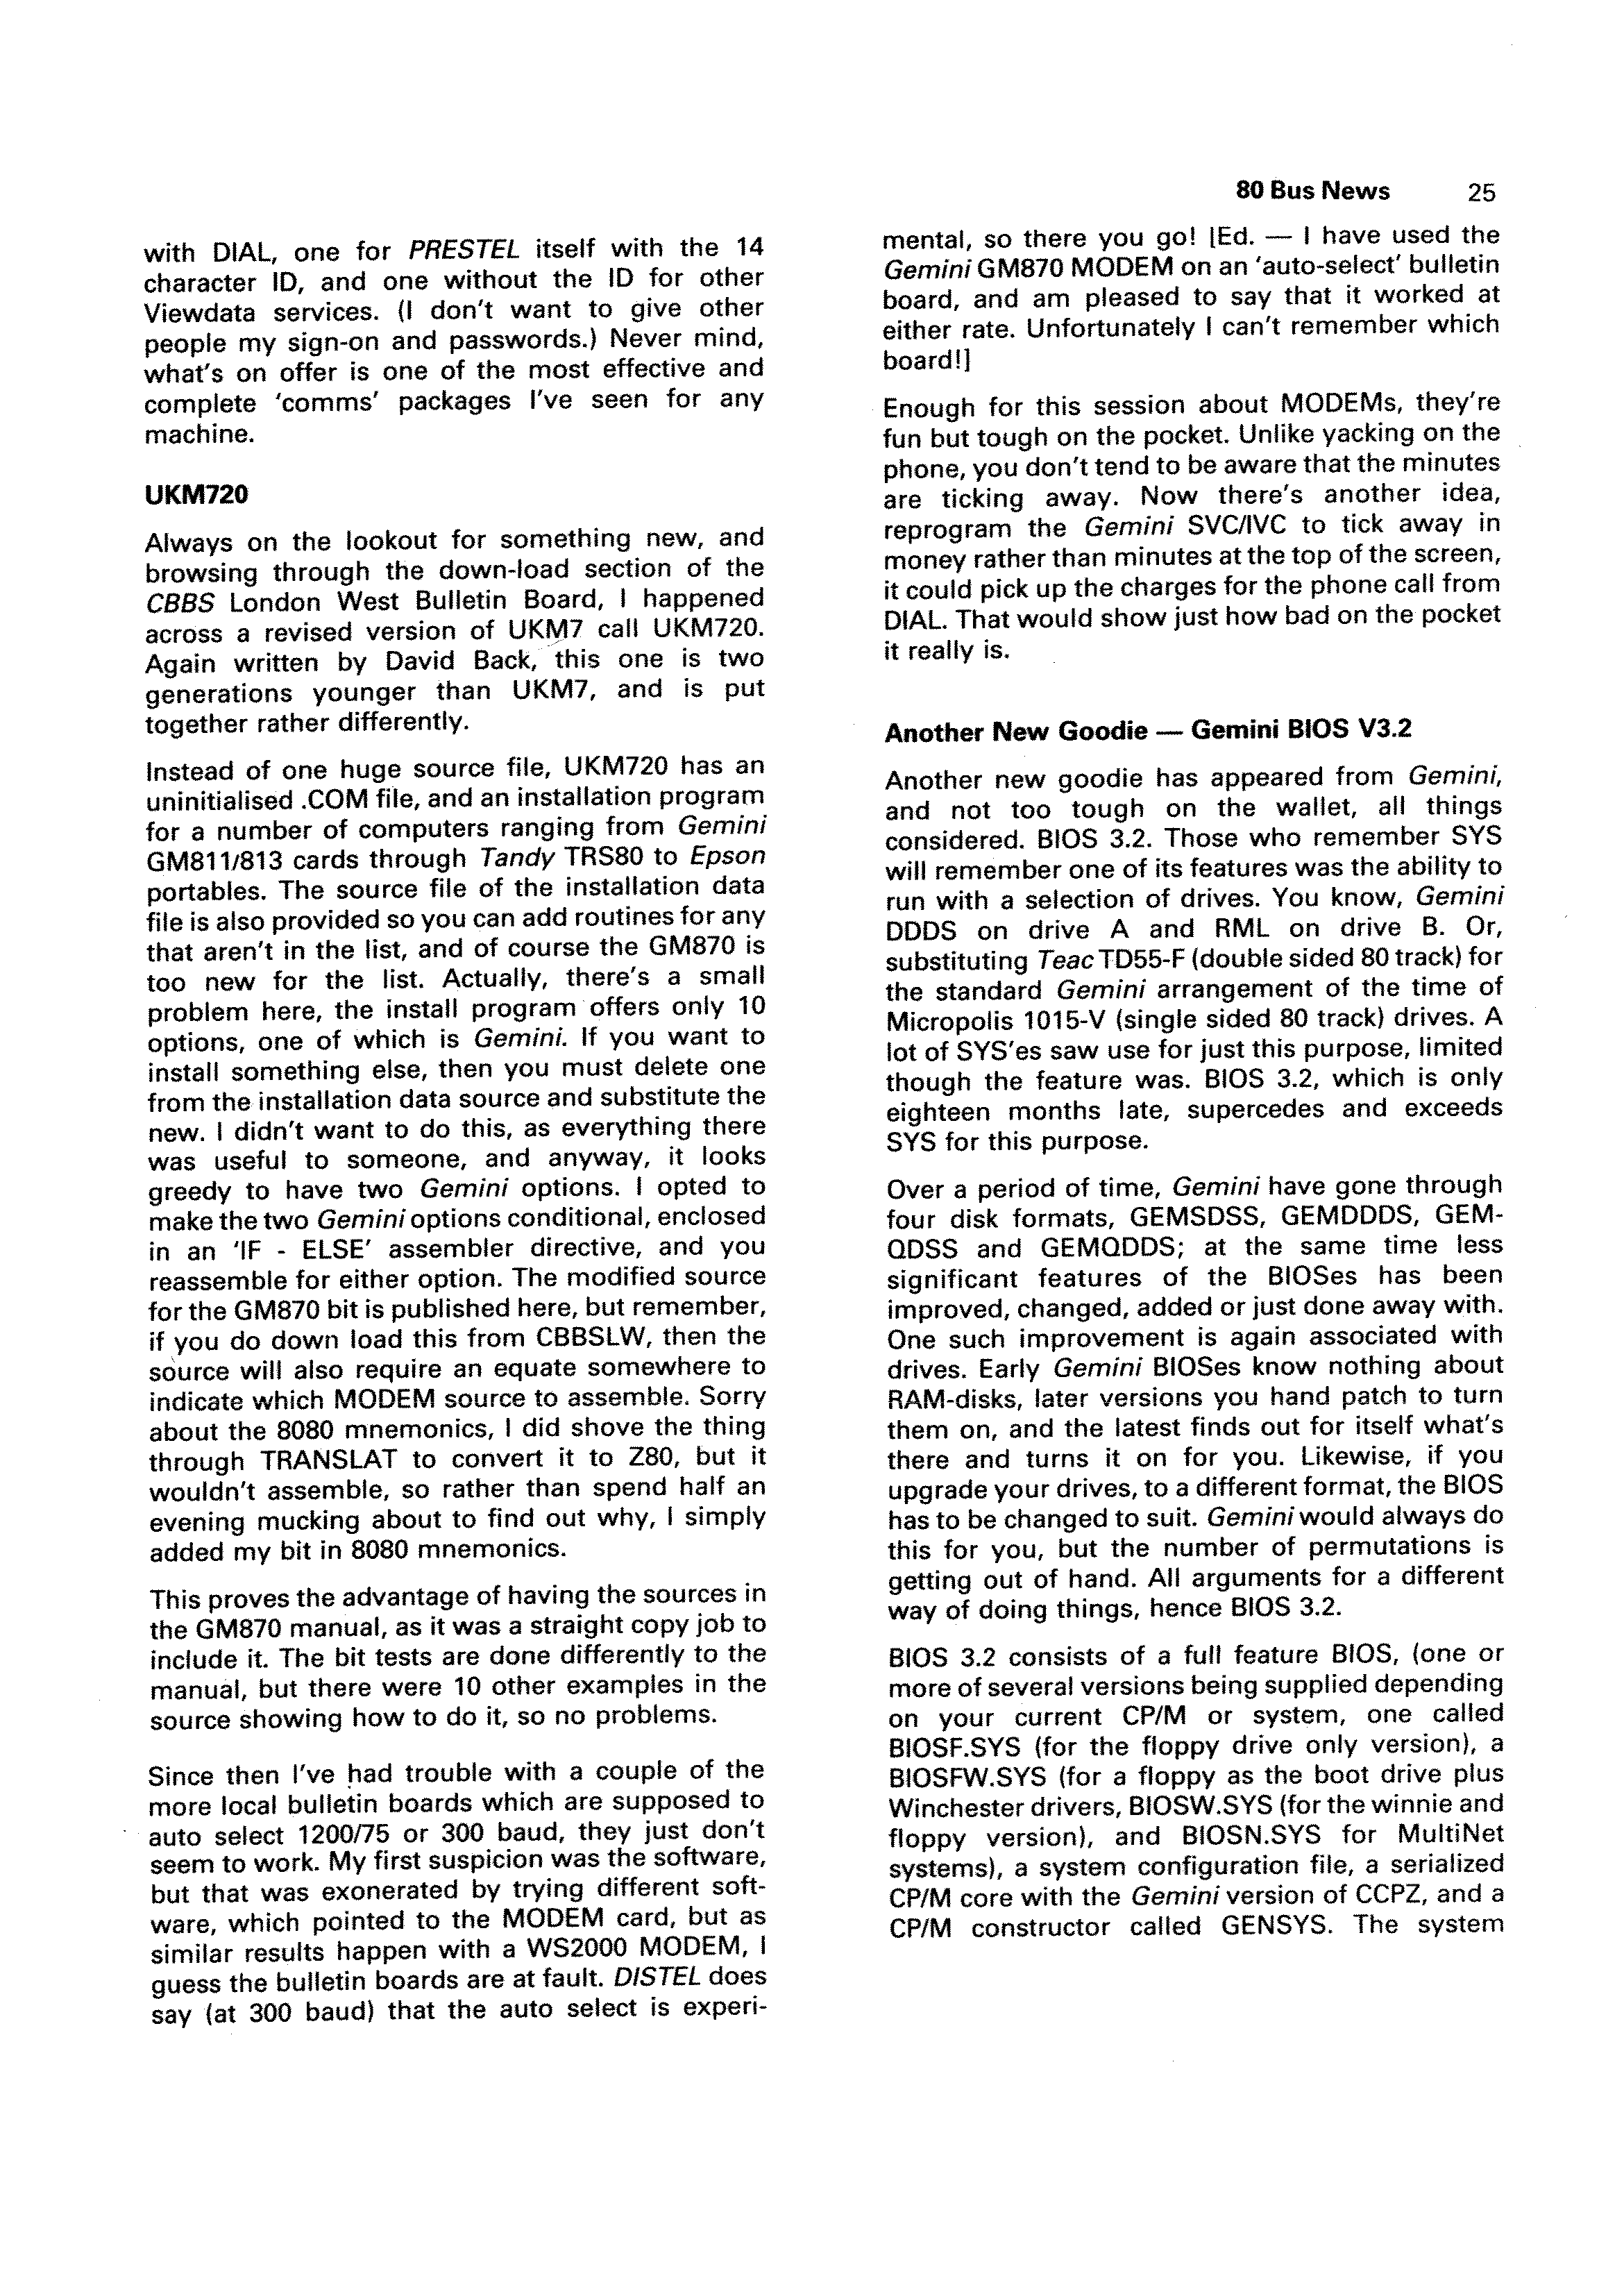 80 Bus News 25
with DIAL, one for PRESTEL itself with the 14
character ID, and one without the ID for other
Viewdata services. (I don't want to give other
people my sign-on and passwords.) Never mind,
what's on offer is one of the most effective and
complete 'comms' packages I've seen for any
machine.
UKM720
Always on the lookout for something new, and
browsing through the down-load section of the
CBBS London West Bulletin Board, I happened
across a revised version of UKM7 call UKM720.
Again written by David Back, this one is two
generations younger than UKM7, and is put
together rather differently.
Instead of one huge source file, UKM720 has an
uninitialised .COM file, and an installation program
for a number of computers ranging from Gemini
GM811/813 cards through Tandy TRS80 to Epson
portables. The source file of the installation data
file is also provided so you can add routines for any
that aren't in the list, and of course the GM870 is
too new for the list. Actually, there's a small
problem here, the install program offers only 10
options, one of which is Gemini. If you want to
install something else, then you must delete one
from the installation data source and substitute the
new. I didn't want to do this, as everything there
was useful to someone, and anyway, it looks
greedy to have two Gemini options. I opted to
make the two Gemini options conditional, enclosed
in an 'IF - ELSE' assembler directive, and you
reassemble for either option. The modified source
for the GM870 bit is published here, but remember,
if you do down load this from CBBSLW, then the
source will also require an equate somewhere to
indicate which MODEM source to assemble. Sorry
about the 8080 mnemonics, I did shove the thing
through TRANSLAT to convert it to Z80, but it
wouldn't assemble, so rather than spend half an
evening mucking about to find out why, I simply
added my bit in 8080 mnemonics.
This proves the advantage of having the sources in
the GM870 manual, as it was a straight copy job to
include it. The bit tests are done differently to the
manual, but there were 10 other examples in the
source showing how to do it, so no problems.
Since then I've had trouble with a couple of the
more local bulletin boards which are supposed to
auto select 1200/75 or 300 baud, they just don't
seem to work. My first suspicion was the software,
but that was exonerated by trying different soft-
ware, which pointed to the MODEM card, but as
similar results happen with a WS2000 MODEM, I
guess the bulletin boards are at fault. DISTEL does
say (at 300 baud) that the auto select is experi-
mental, so there you go! [Ed. — I have used the
Gemini GM870 MODEM on an 'auto-select' bulletin
board, and am pleased to say that it worked at
either rate. Unfortunately I can't remember which
board!]
Enough for this session about MODEMs, they're
fun but tough on the pocket. Unlike yacking on the
phone, you don't tend to be aware that the minutes
are ticking away. Now there's another idea,
reprogram the Gemini SVC/IVC to tick away in
money rather than minutes at the top of the screen,
it could pick up the charges for the phone call from
DIAL. That would show just how bad on the pocket
it really is.
Another New Goodie — Gemini BIOS V3.2
Another new goodie has appeared from Gemini,
and not too tough on the wallet, all things
considered. BIOS 3.2. Those who remember SYS
will remember one of its features was the ability to
run with a selection of drives. You know, Gemini
DDDS on drive A and RML on drive B. Or,
substituting Teac TD55-F (double sided 80 track) for
the standard Gemini arrangement of the time of
Micropolis 1015-V (single sided 80 track) drives. A
lot of SYS'es saw use for just this purpose, limited
though the feature was. BIOS 3.2, which is only
eighteen months late, supercedes and exceeds
SYS for this purpose.
Over a period of time, Gemini have gone through
four disk formats, GEMSDSS, GEMDDDS, GEM-
QDSS and GEMQDDS; at the same time less
significant features of the BIOSes has been
improved, changed, added or just done away with.
One such improvement is again associated with
drives. Early Gemini BIOSes know nothing about
RAM-disks, later versions you hand patch to turn
them on, and the latest finds out for itself what's
there and turns it on for you. Likewise, if you
upgrade your drives, to a different format, the BIOS
has to be changed to suit. Gemini would always do
this for you, but the number of permutations is
getting out of hand. All arguments for a different
way of doing things, hence BIOS 3.2.
BIOS 3.2 consists of a full feature BIOS, (one or
more of several versions being supplied depending
on your current CP/M or system, one called
BIOSF.SYS (for the floppy drive only version), a
BIOSFW.SYS (for a floppy as the boot drive plus
Winchester drivers, BIOSW.SYS (for the winnie and
floppy version), and BIOSN.SYS for MultiNet
systems), a system configuration file, a serialized
CP/M core with the Gemini version of CCPZ, and a
CP/M constructor called GENSYS. The system